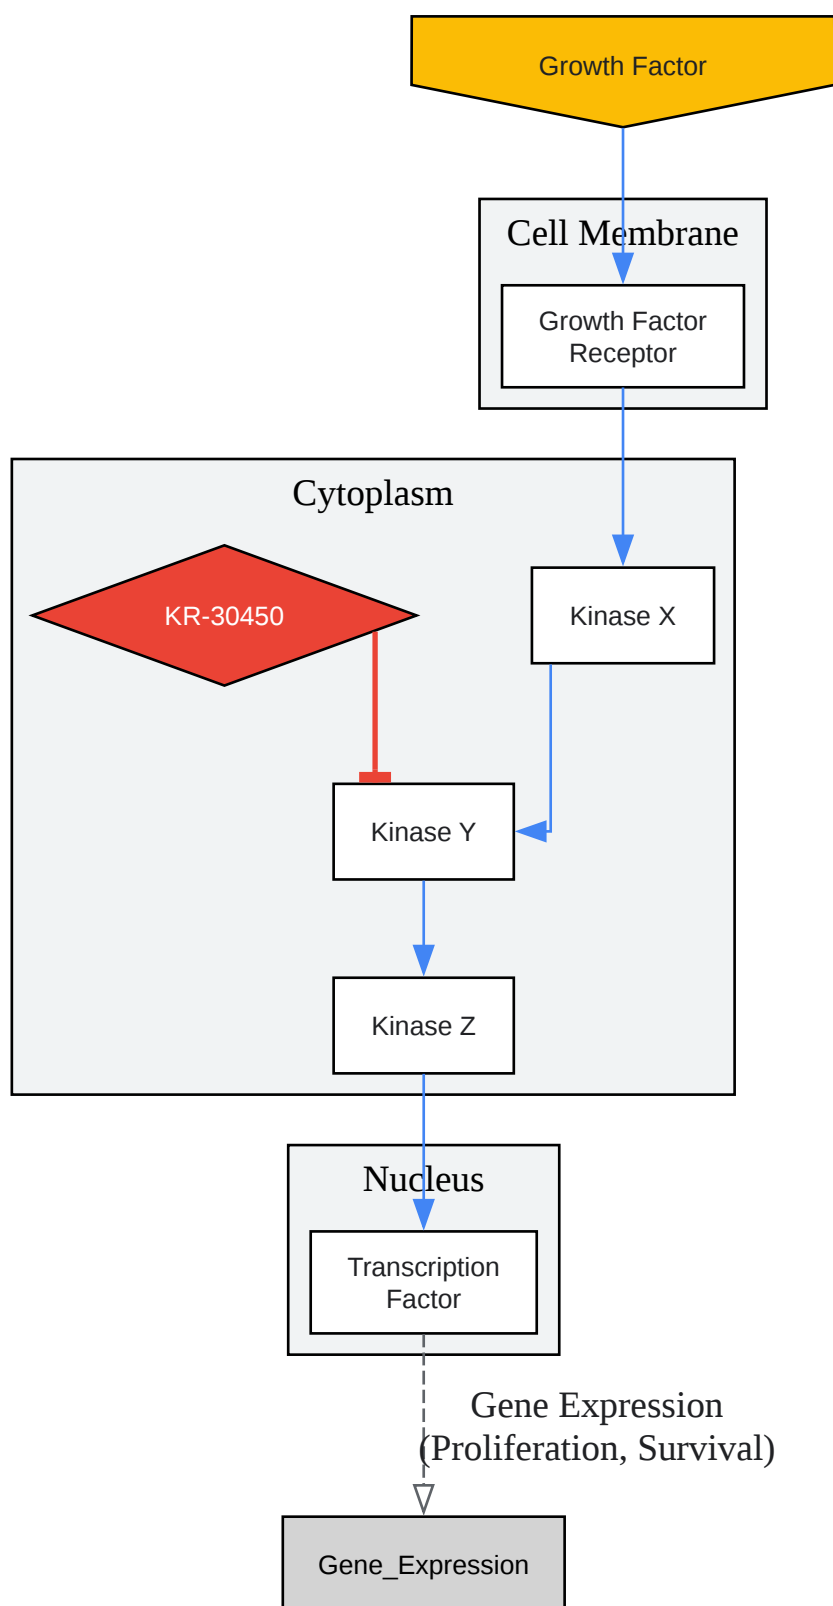 Growth Factor
Cell Membrane
Growth Factor
Receptor
Cytoplasm
KR-30450
Kinase X
Kinase Y
Kinase Z
Nucleus
Transcription
Factor
Gene Expression
(Proliferation, Survival)
Gene_Expression